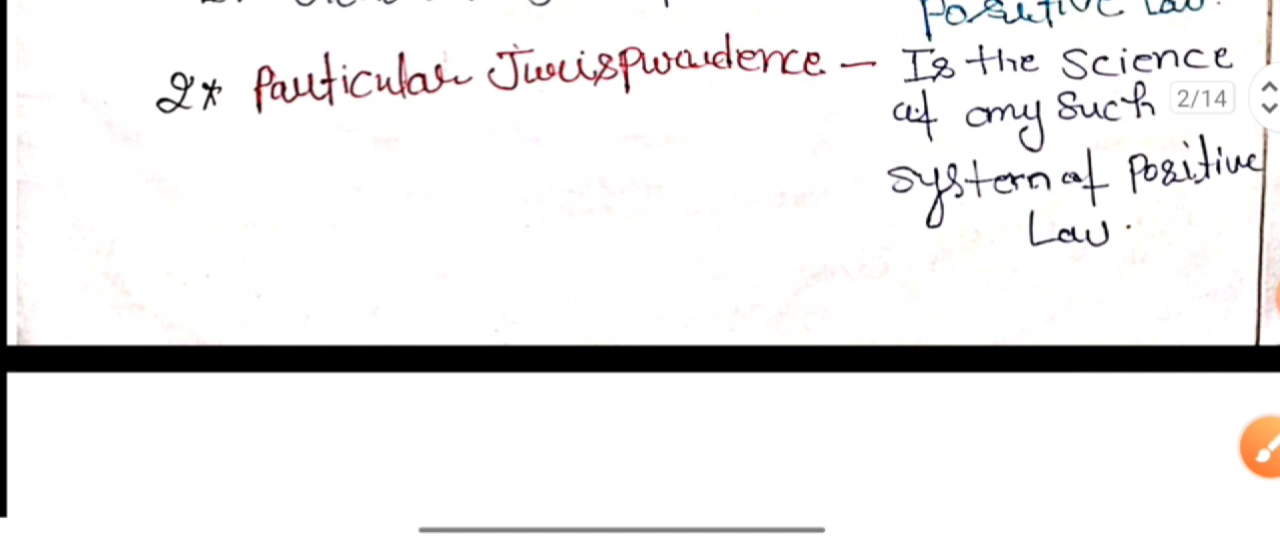 Positive Law.
2* Particular Jurisprudence — Is the Science
of any Such 2/14
system of Positive
Law.